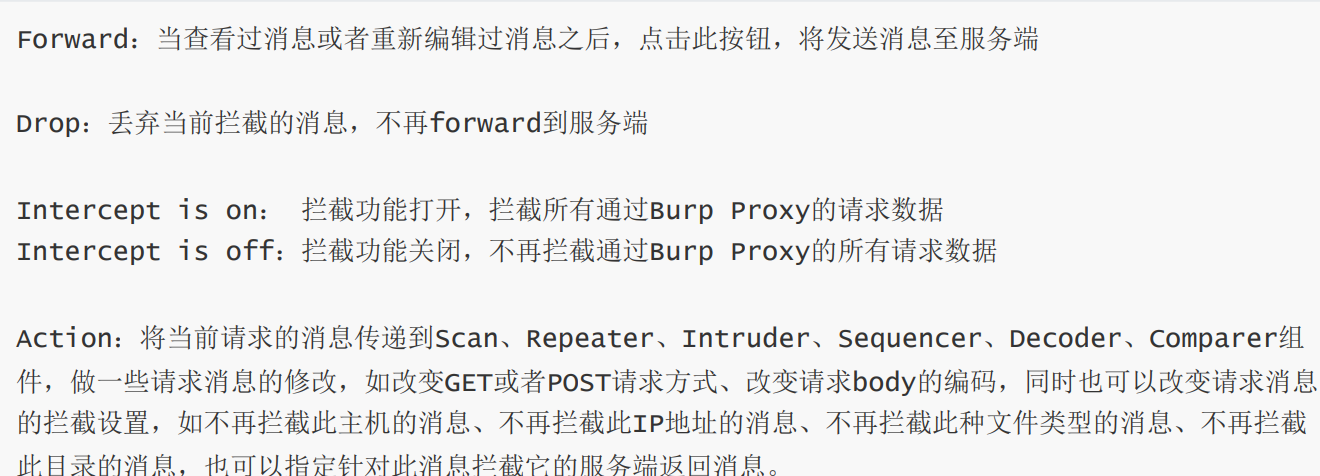 Forward：当查看过消息或者重新编辑过消息之后，点击此按钮，将发送消息至服务端
Drop：丢弃当前拦截的消息，不再forward到服务端
Intercept is on： 拦截功能打开，拦截所有通过Burp Proxy的请求数据
Intercept is off：拦截功能关闭，不再拦截通过Burp Proxy的所有请求数据
Action：将当前请求的消息传递到Scan、Repeater、Intruder、Sequencer、Decoder、Comparer组
件，做一些请求消息的修改，如改变GET或者POST请求方式、改变请求body的编码，同时也可以改变请求消息
的拦截设置，如不再拦截此主机的消息、不再拦截此IP地址的消息、不再拦截此种文件类型的消息、不再拦截
此目录的消息，也可以指定针对此消息拦截它的服务端返回消息。